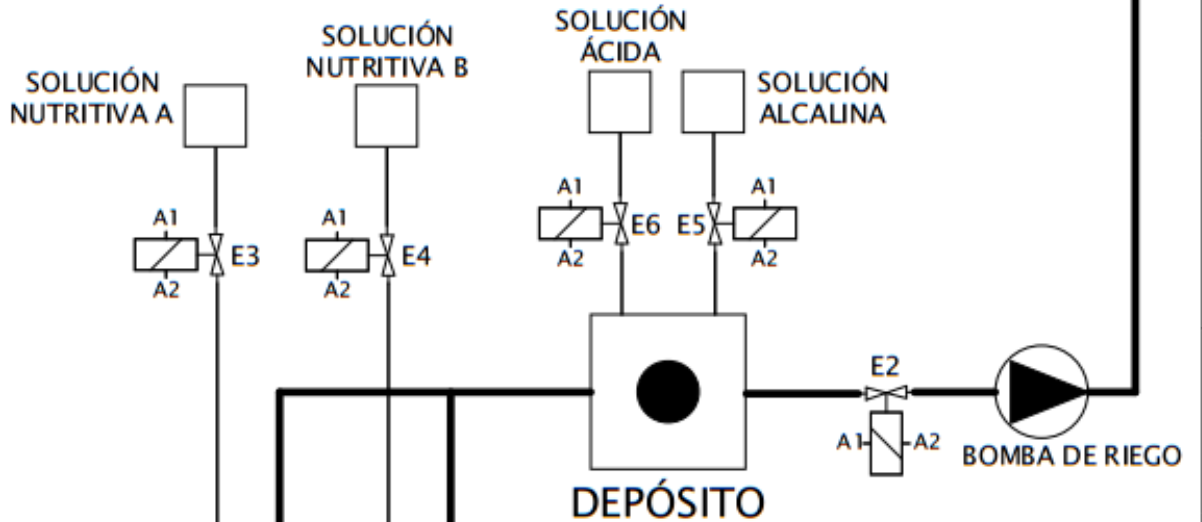 SOLUCIÓN
NUTRITIVA A
SOLUCIÓN
NUTRITIVA B
SOLUCIÓN
ÁCIDA
SOLUCIÓN
ALCALINA
A1
E3
A2
A1
E4
A2
A1
E6
A2
A1
E5
A2
E2
A1
A2
BOMBA DE RIEGO
DEPÓSITO